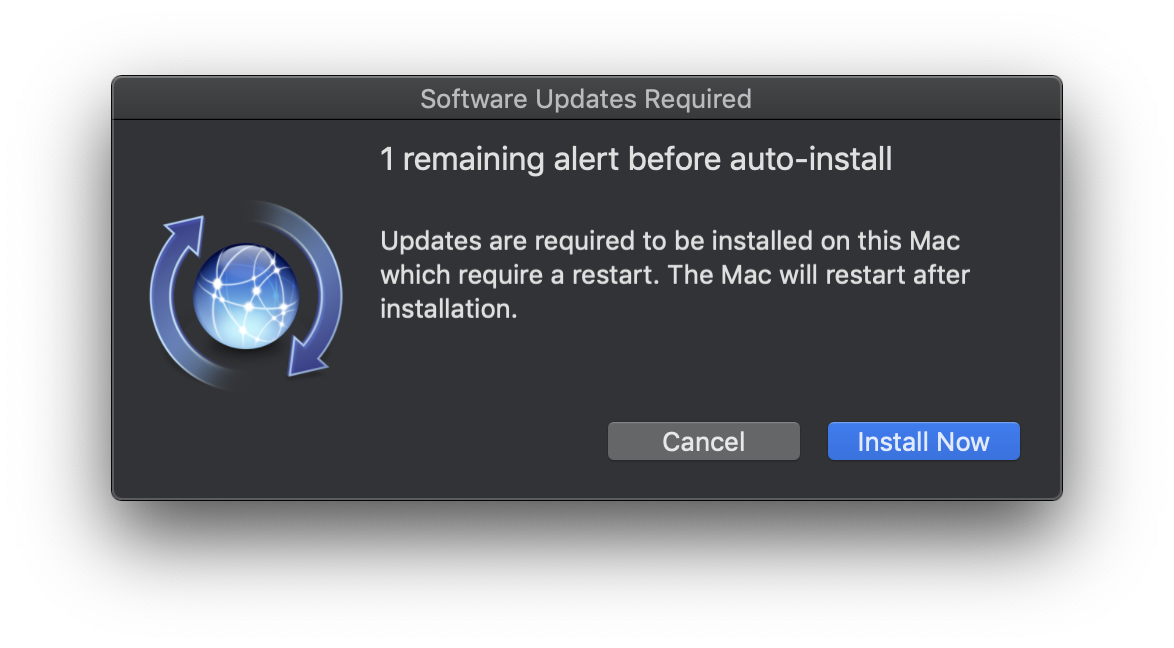 Software Updates Required
1 remaining alert before auto-install
Updates are required to be installed on this Mac
which require a restart. The Mac will restart after
installation.
Cancel
Install Now